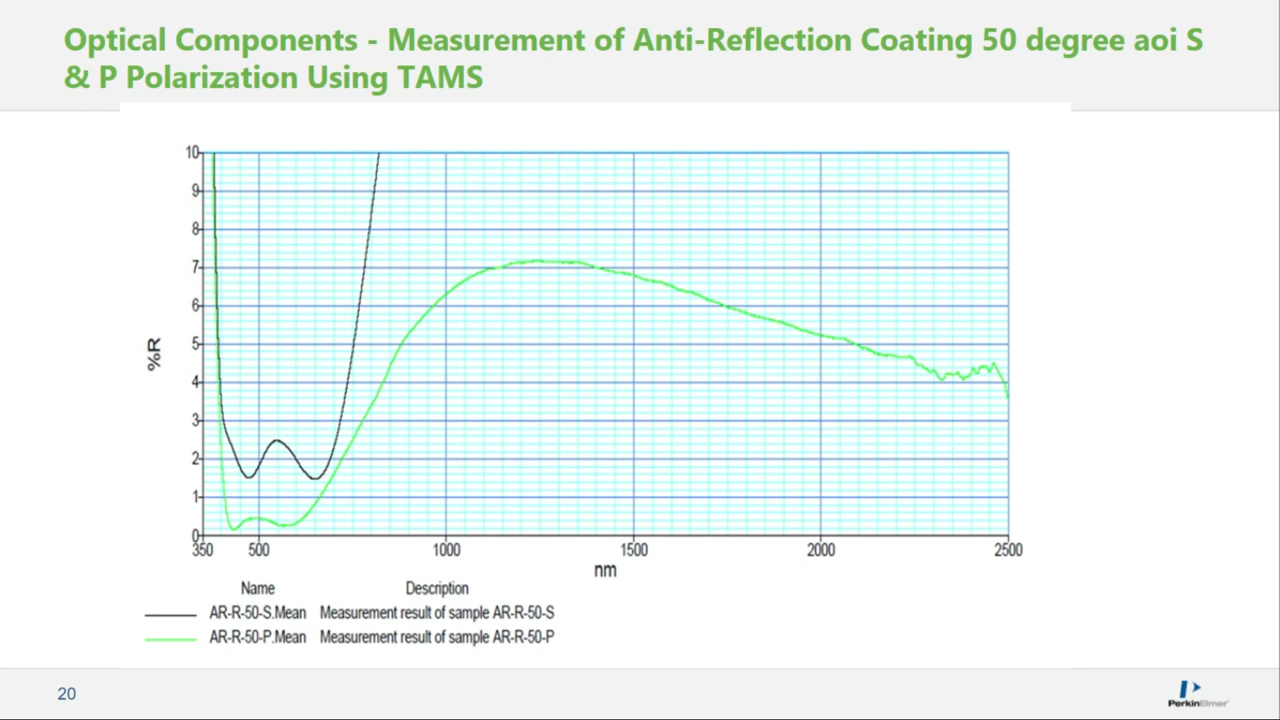 Optical Components - Measurement of Anti-Reflection Coating 50 degree aoi S
& P Polarization Using TAMS
10
9
8
7
6
5
4
3
2
1
0
%R
350 500 1000 1500 2000 2500
nm
Name Description
AR-R-50-S.Mean Measurement result of sample AR-R-50-S
AR-R-50-P.Mean Measurement result of sample AR-R-50-P
20
PerkinElmer